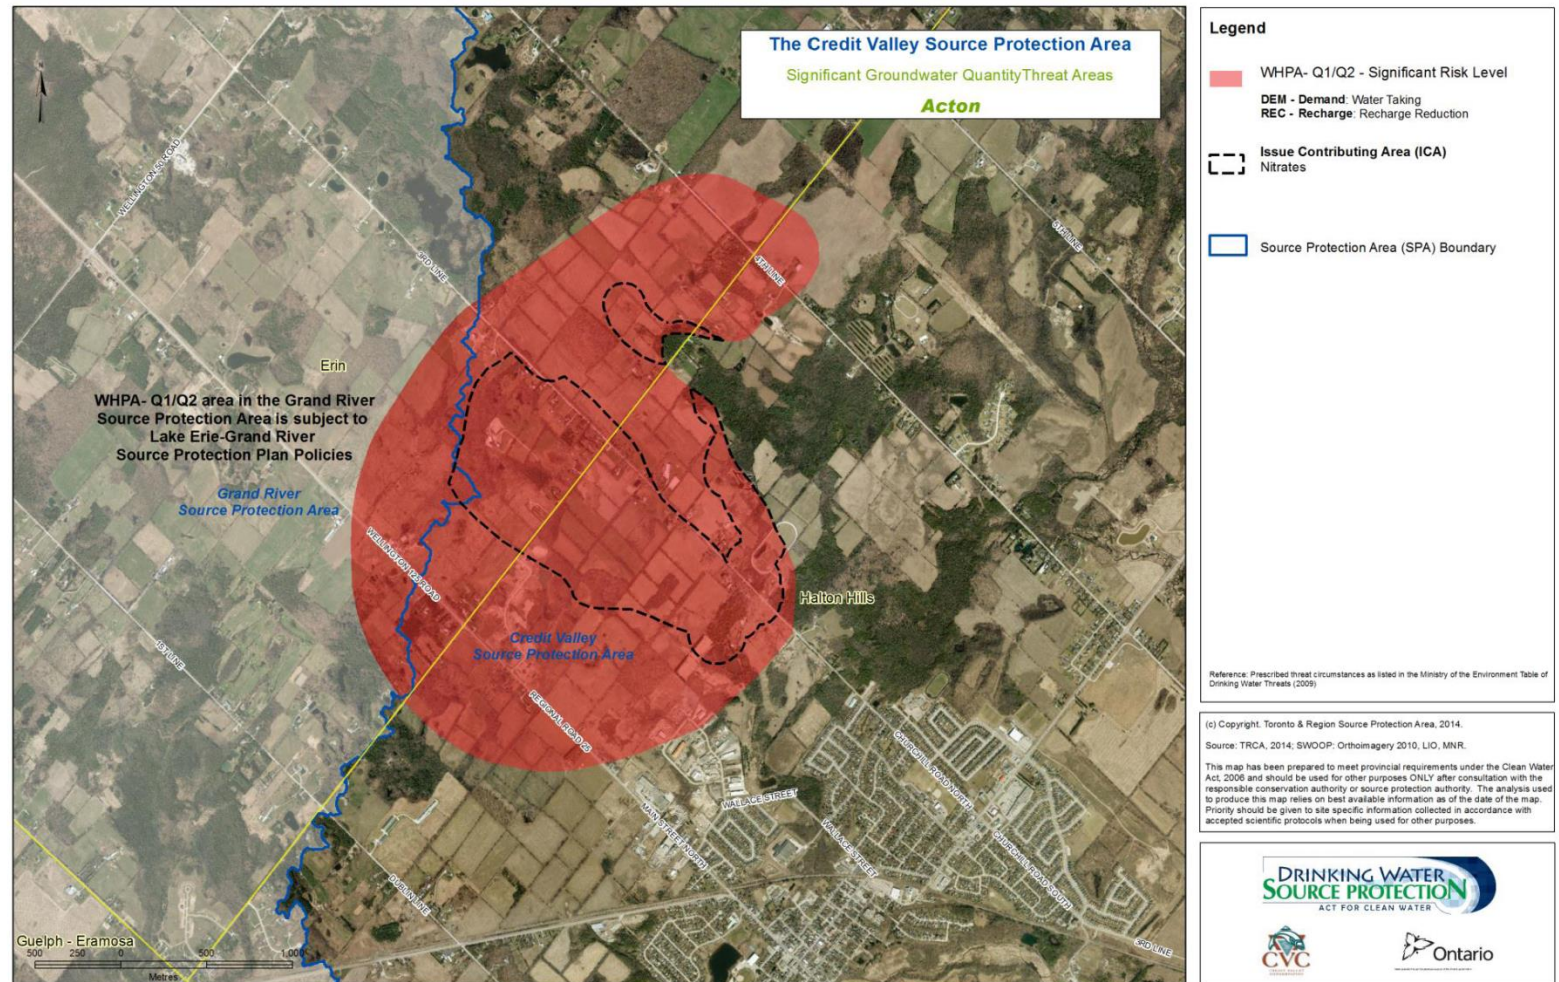 The Credit Valley Source Protection Area
Significant Groundwater QuantityThreat Areas
Acton
WELLINGTON 50 ROAD
3RD LINE
4TH LINE
5TH LINE
Erin
WHPA- Q1/Q2 area in the Grand River
Source Protection Area is subject to
Lake Erie-Grand River
Source Protection Plan Policies
Grand River
Source Protection Area
WELLINGTON 125 ROAD
1ST LINE
Halton Hills
Credit Valley
Source Protection Area
REGIONAL ROAD 25
CHURCHILL ROAD NORTH
WALLACE STREET
MAIN STREET NORTH
WALLACE STREET
CHURCHILL ROAD SOUTH
DUBLIN LINE
3RD LINE
Guelph - Eramosa
500 250 0 500 1,000
Metres
Legend
WHPA- Q1/Q2 - Significant Risk Level
DEM - Demand: Water Taking
REC - Recharge: Recharge Reduction
Issue Contributing Area (ICA)
Nitrates
Source Protection Area (SPA) Boundary
Reference: Prescribed threat circumstances as listed in the Ministry of the Environment Table of
Drinking Water Threats (2009)
(c) Copyright. Toronto & Region Source Protection Area, 2014.
Source: TRCA, 2014; SWOOP: Orthoimagery 2010, LIO, MNR.
This map has been prepared to meet provincial requirements under the Clean Water
Act, 2006 and should be used for other purposes ONLY after consultation with the
responsible conservation authority or source protection authority. The analysis used
to produce this map relies on best available information as of the date of the map.
Priority should be given to site specific information collected in accordance with
accepted scientific protocols when being used for other purposes.
DRINKING WATER
SOURCE PROTECTION
ACT FOR CLEAN WATER
CVC
Ontario